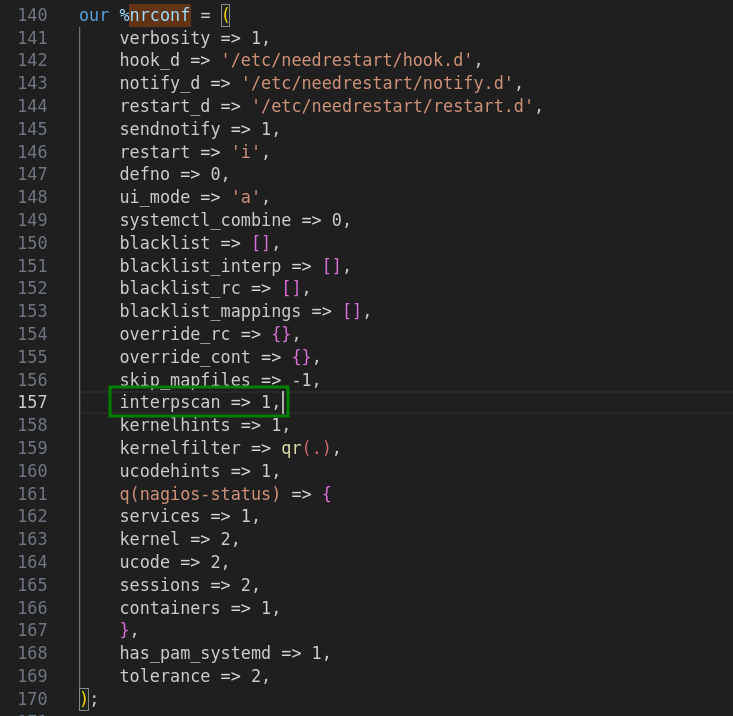 140 our %nrconf = (
141 verbosity => 1,
142 hook_d => '/etc/needrestart/hook.d',
143 notify_d => '/etc/needrestart/notify.d',
144 restart_d => '/etc/needrestart/restart.d',
145 sendnotify => 1,
146 restart => 'i',
147 defno => 0,
148 ui_mode => 'a',
149 systemctl_combine => 0,
150 blacklist => [],
151 blacklist_interp => [],
152 blacklist_rc => [],
153 blacklist_mappings => [],
154 override_rc => {},
155 override_cont => {},
156 skip_mapfiles => -1,
157 interpscan => 1,
158 kernelhints => 1,
159 kernelfilter => qr(.),
160 ucodehints => 1,
161 q(nagios-status) => {
162 services => 1,
163 kernel => 2,
164 ucode => 2,
165 sessions => 2,
166 containers => 1,
167 },
168 has_pam_systemd => 1,
169 tolerance => 2,
170 );